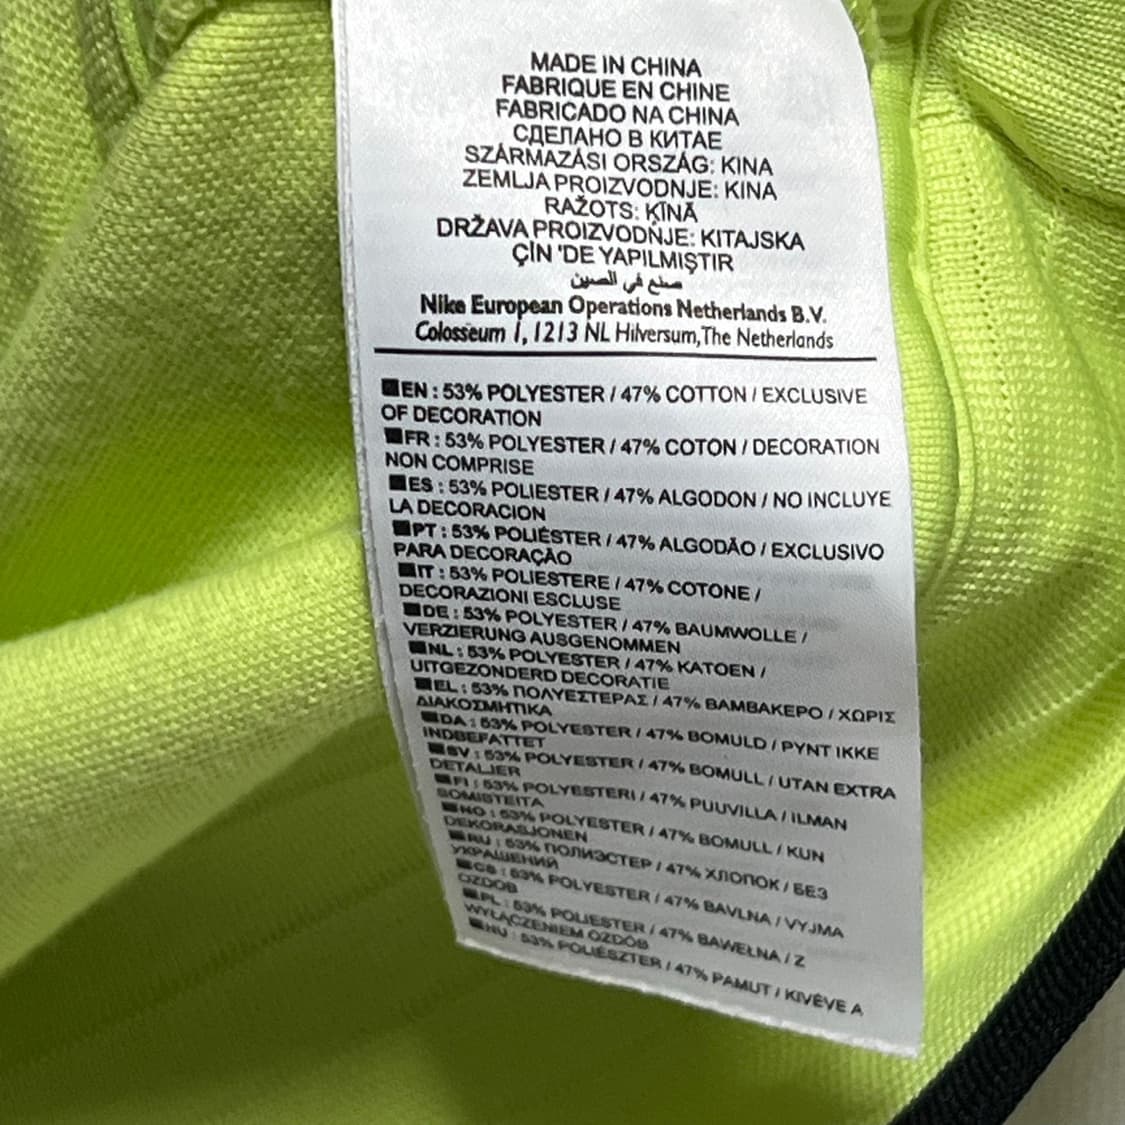 MADE IN CHINA
FABRIQUE EN CHINE
FABRICADO NA CHINA
СДЕЛАНО В КИТАЕ
SZÁRMAZÁSI ORSZÁG: KINA
ZEMLJA PROIZVODNJE: KINA
RAŽOTS: ĶĪNĀ
DRŽAVA PROIZVODNJE: KITAJSKA
ÇİN 'DE YAPILMIŞTIR
صنع في الصين
Nike European Operations Netherlands B.V.
Colosseum 1, 1213 NL Hilversum, The Netherlands
■EN : 53% POLYESTER / 47% COTTON / EXCLUSIVE
OF DECORATION
■FR : 53% POLYESTER / 47% COTON / DECORATION
NON COMPRISE
■ES : 53% POLIESTER / 47% ALGODON / NO INCLUYE
LA DECORACION
■PT : 53% POLIÉSTER / 47% ALGODÃO / EXCLUSIVO
PARA DECORAÇÃO
■IT : 53% POLIESTERE / 47% COTONE /
DECORAZIONI ESCLUSE
■DE : 53% POLYESTER / 47% BAUMWOLLE /
VERZIERUNG AUSGENOMMEN
■NL : 53% POLYESTER / 47% KATOEN /
UITGEZONDERD DECORATIE
■EL : 53% ΠΟΛΥΕΣΤΕΡΑΣ / 47% ΒΑΜΒΑΚΕΡΟ / ΧΩΡΙΣ
ΔΙΑΚΟΣΜΗΤΙΚΑ
■DA : 53% POLYESTER / 47% BOMULD / PYNT IKKE
INDBEFATTET
■SV : 53% POLYESTER / 47% BOMULL / UTAN EXTRA
DETALJER
■FI : 53% POLYESTERI / 47% PUUVILLA / ILMAN
SOMISTEITA
■NO : 53% POLYESTER / 47% BOMULL / KUN
DEKORASJONEN
■RU : 53% ПОЛИЭСТЕР / 47% ХЛОПОК / БЕЗ
УКРАШЕНИЙ
■CS : 53% POLYESTER / 47% BAVLNA / VYJMA
OZDOB
■PL : 53% POLIESTER / 47% BAWEŁNA / Z
WYŁĄCZENIEM OZDÓB
■HU : 53% POLIÉSZTER / 47% PAMUT / KIVÉVE A